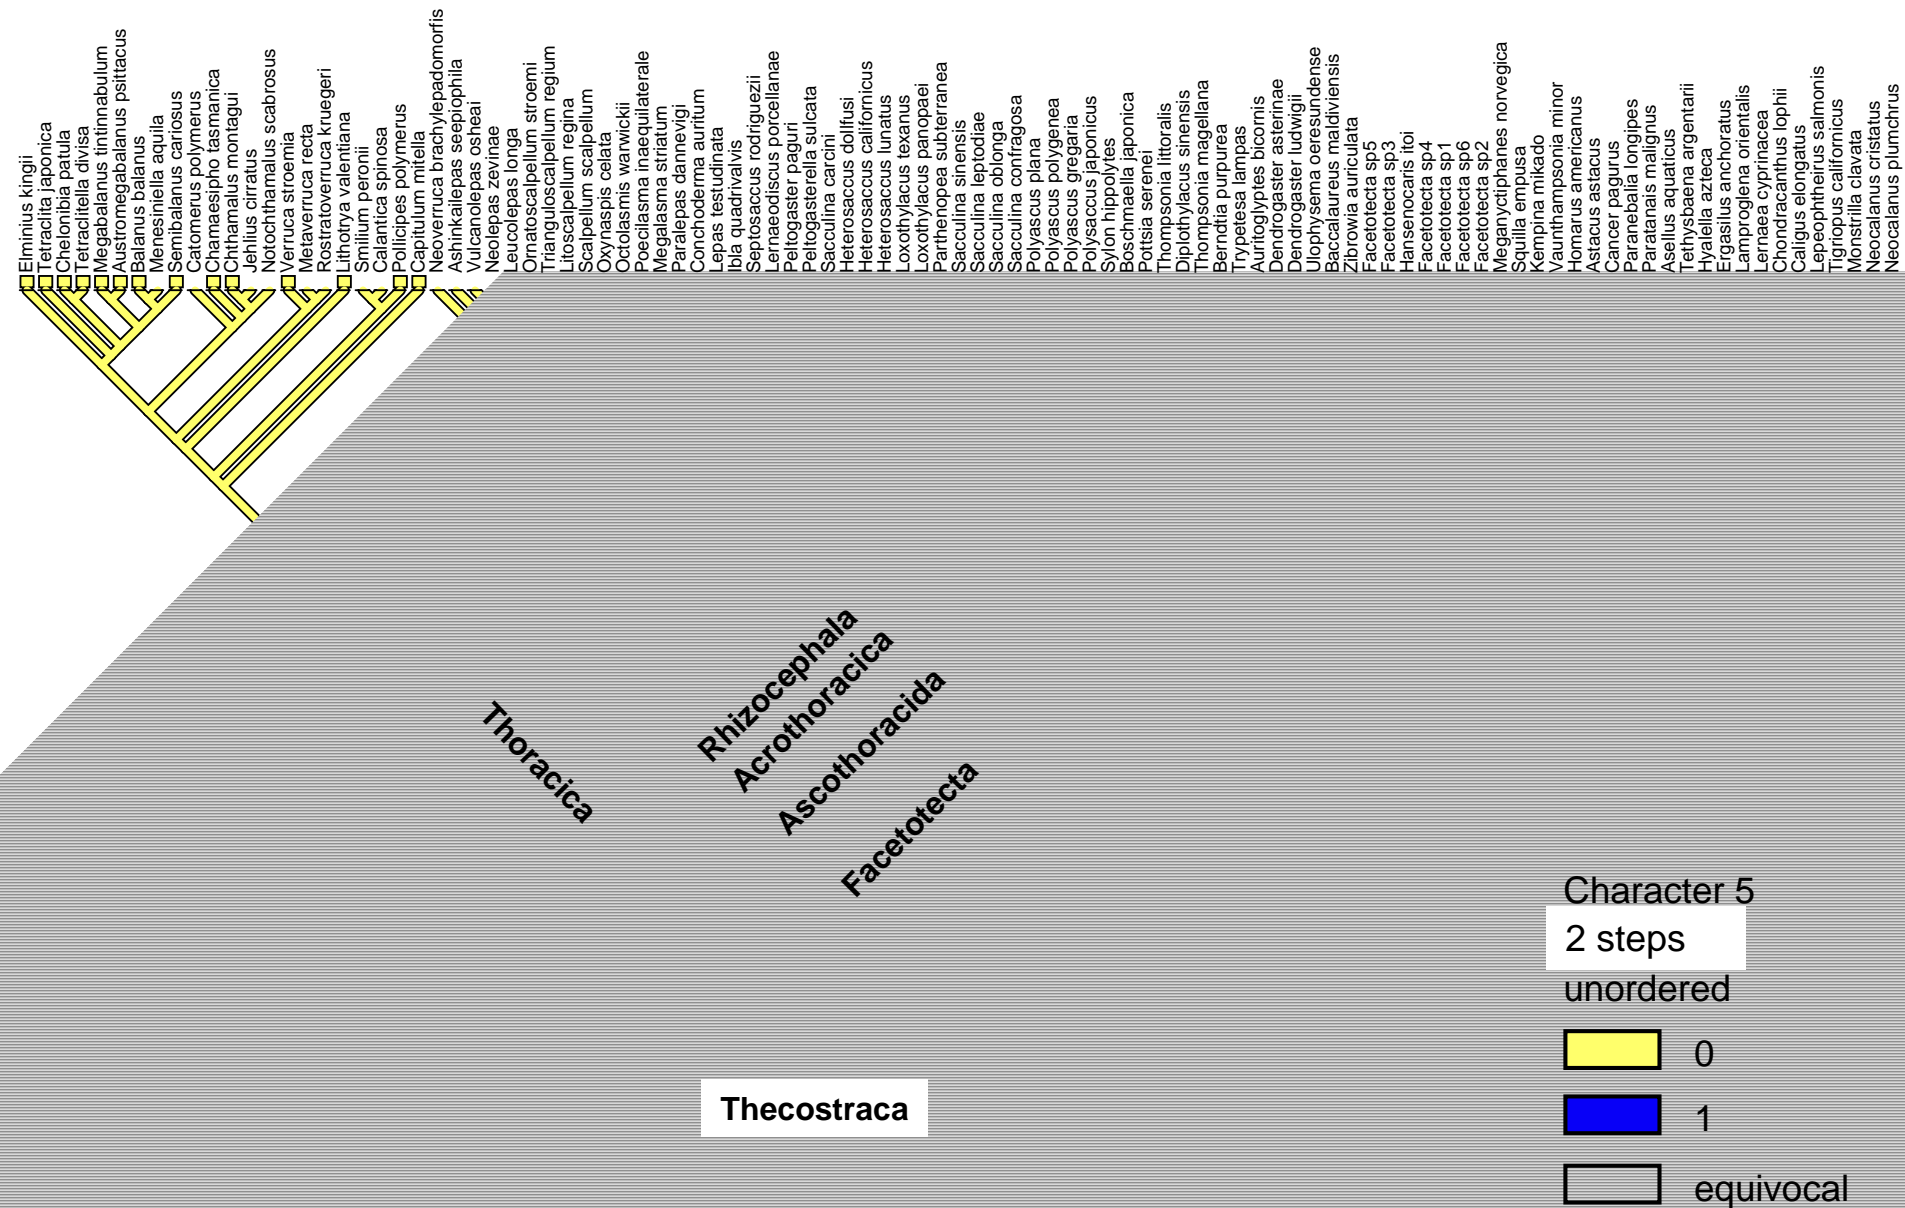 Elminius kingii
Tetraclita japonica
Chelonibia patula
Tetraclitella divisa
Megabalanus tintinnabulum
Austromegabalanus psittacus
Balanus balanus
Menesiniella aquila
Semibalanus cariosus
Catomerus polymerus
Chamaesipho tasmanica
Chthamalus montagui
Jehlius cirratus
Notochthamalus scabrosus
Verruca stroemia
Metaverruca recta
Rostratoverruca kruegeri
Lithotrya valentiana
Smilium peronii
Calantica spinosa
Pollicipes polymerus
Capitulum mitella
Neoverruca brachylepadomorfis
Ashinkailepas seepiophila
Vulcanolepas osheai
Neolepas zevinae
Leucolepas longa
Ornatoscalpellum stroemi
Trianguloscalpellum regium
Litoscalpellum regina
Scalpellum scalpellum
Oxynaspis celata
Octolasmis warwickii
Poecilasma inaequilaterale
Megalasma striatum
Paralepas dannevigi
Conchoderma auritum
Lepas testudinata
Ibla quadrivalvis
Septosaccus rodriguezii
Lernaeodiscus porcellanae
Peltogaster paguri
Peltogasterella sulcata
Sacculina carcini
Heterosaccus dollfusi
Heterosaccus californicus
Heterosaccus lunatus
Loxothylacus texanus
Loxothylacus panopaei
Parthenopea subterranea
Sacculina sinensis
Sacculina leptodiae
Sacculina oblonga
Sacculina confragosa
Polyascus plana
Polyascus polygenea
Polyascus gregaria
Polysaccus japonicus
Sylon hippolytes
Boschmaella japonica
Pottsia serenei
Thompsonia littoralis
Diplothylacus sinensis
Thompsonia magellana
Berndtia purpurea
Trypetesa lampas
Auritoglyptes bicornis
Dendrogaster asterinae
Dendrogaster ludwigii
Ulophysema oeresundense
Baccalaureus maldiviensis
Zibrowia auriculata
Facetotecta sp5
Facetotecta sp3
Hansenocaris itoi
Facetotecta sp4
Facetotecta sp1
Facetotecta sp6
Facetotecta sp2
Meganyctiphanes norvegica
Squilla empusa
Kempina mikado
Vaunthampsonia minor
Homarus americanus
Astacus astacus
Cancer pagurus
Paranebalia longipes
Paratanais malignus
Asellus aquaticus
Tethysbaena argentarii
Hyalella azteca
Ergasilus anchoratus
Lamproglena orientalis
Lernaea cyprinacea
Chondracanthus lophii
Caligus elongatus
Lepeophtheirus salmonis
Tigriopus californicus
Monstrilla clavata
Neocalanus cristatus
Neocalanus plumchrus
Thoracica
Rhizocephala
Acrothoracica
Ascothoracida
Facetotecta
Thecostraca
Character 5
2 steps
unordered
0
1
equivocal